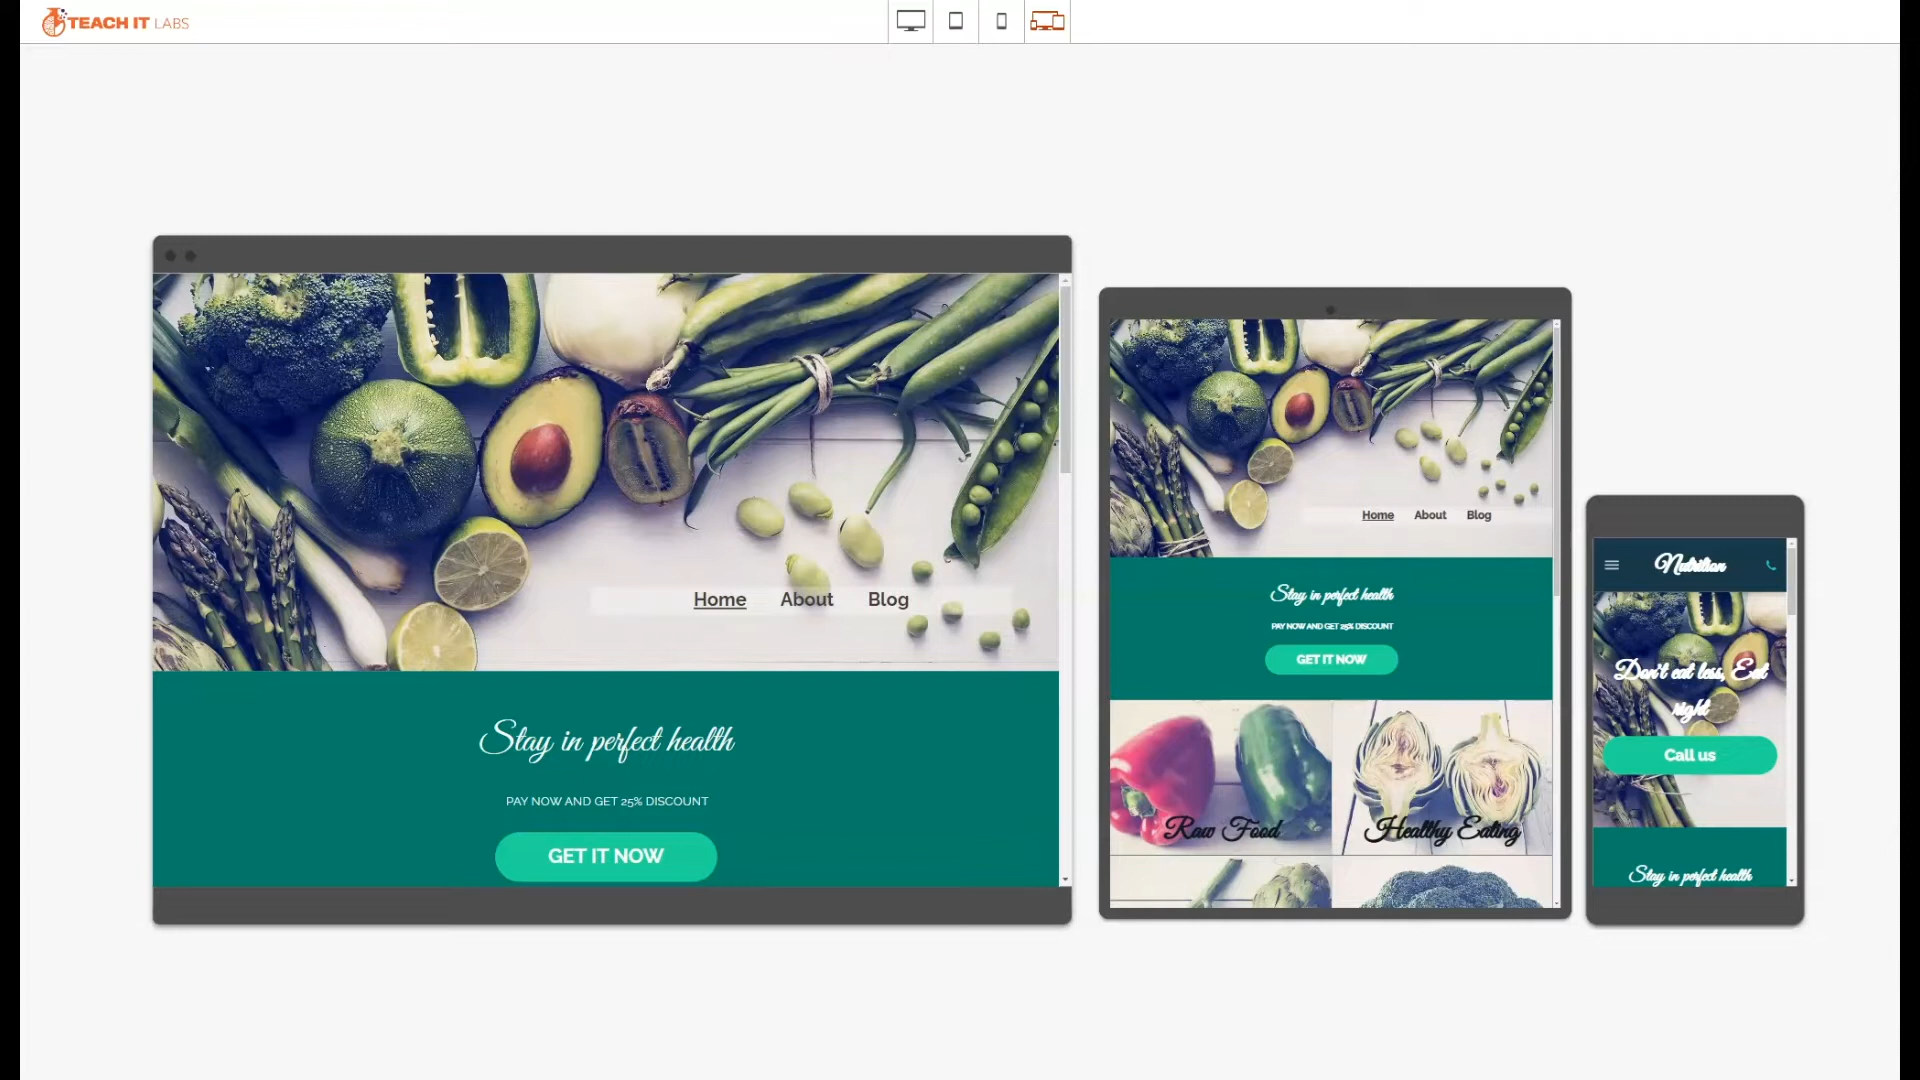 TEACH IT LABS
Home About Blog
Stay in perfect health
PAY NOW AND GET 25% DISCOUNT
GET IT NOW
Home About Blog
Stay in perfect health
PAY NOW AND GET 25% DISCOUNT
GET IT NOW
Raw Food
Healthy Eating
Nutrition
Don't eat less, Eat
right
Call us
Stay in perfect health